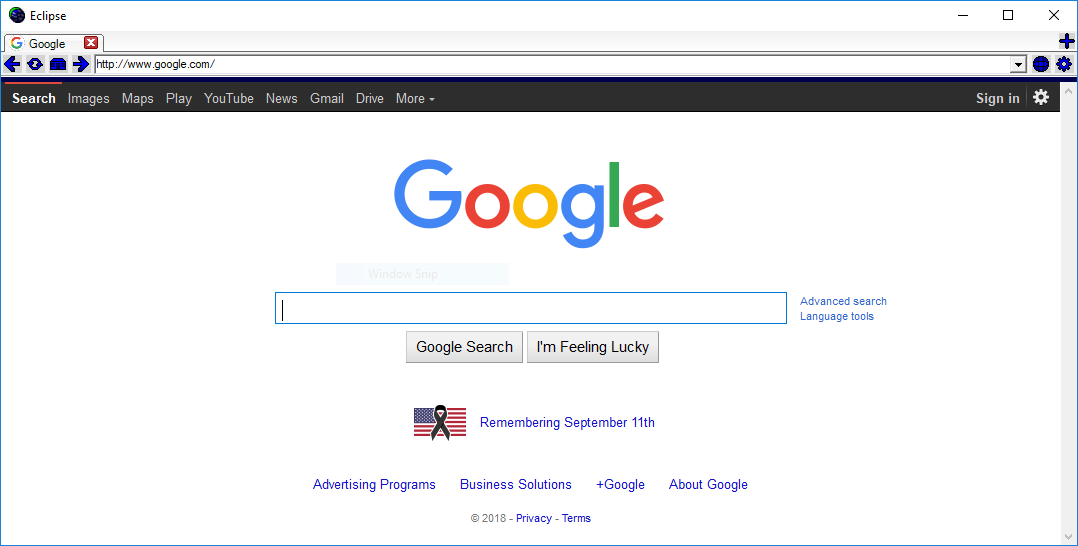 Eclipse
Google
http://www.google.com/
Search Images Maps Play YouTube News Gmail Drive More Sign in
Google
Window Snip
Advanced search
Language tools
Google Search I'm Feeling Lucky
Remembering September 11th
Advertising Programs Business Solutions +Google About Google
© 2018 - Privacy - Terms